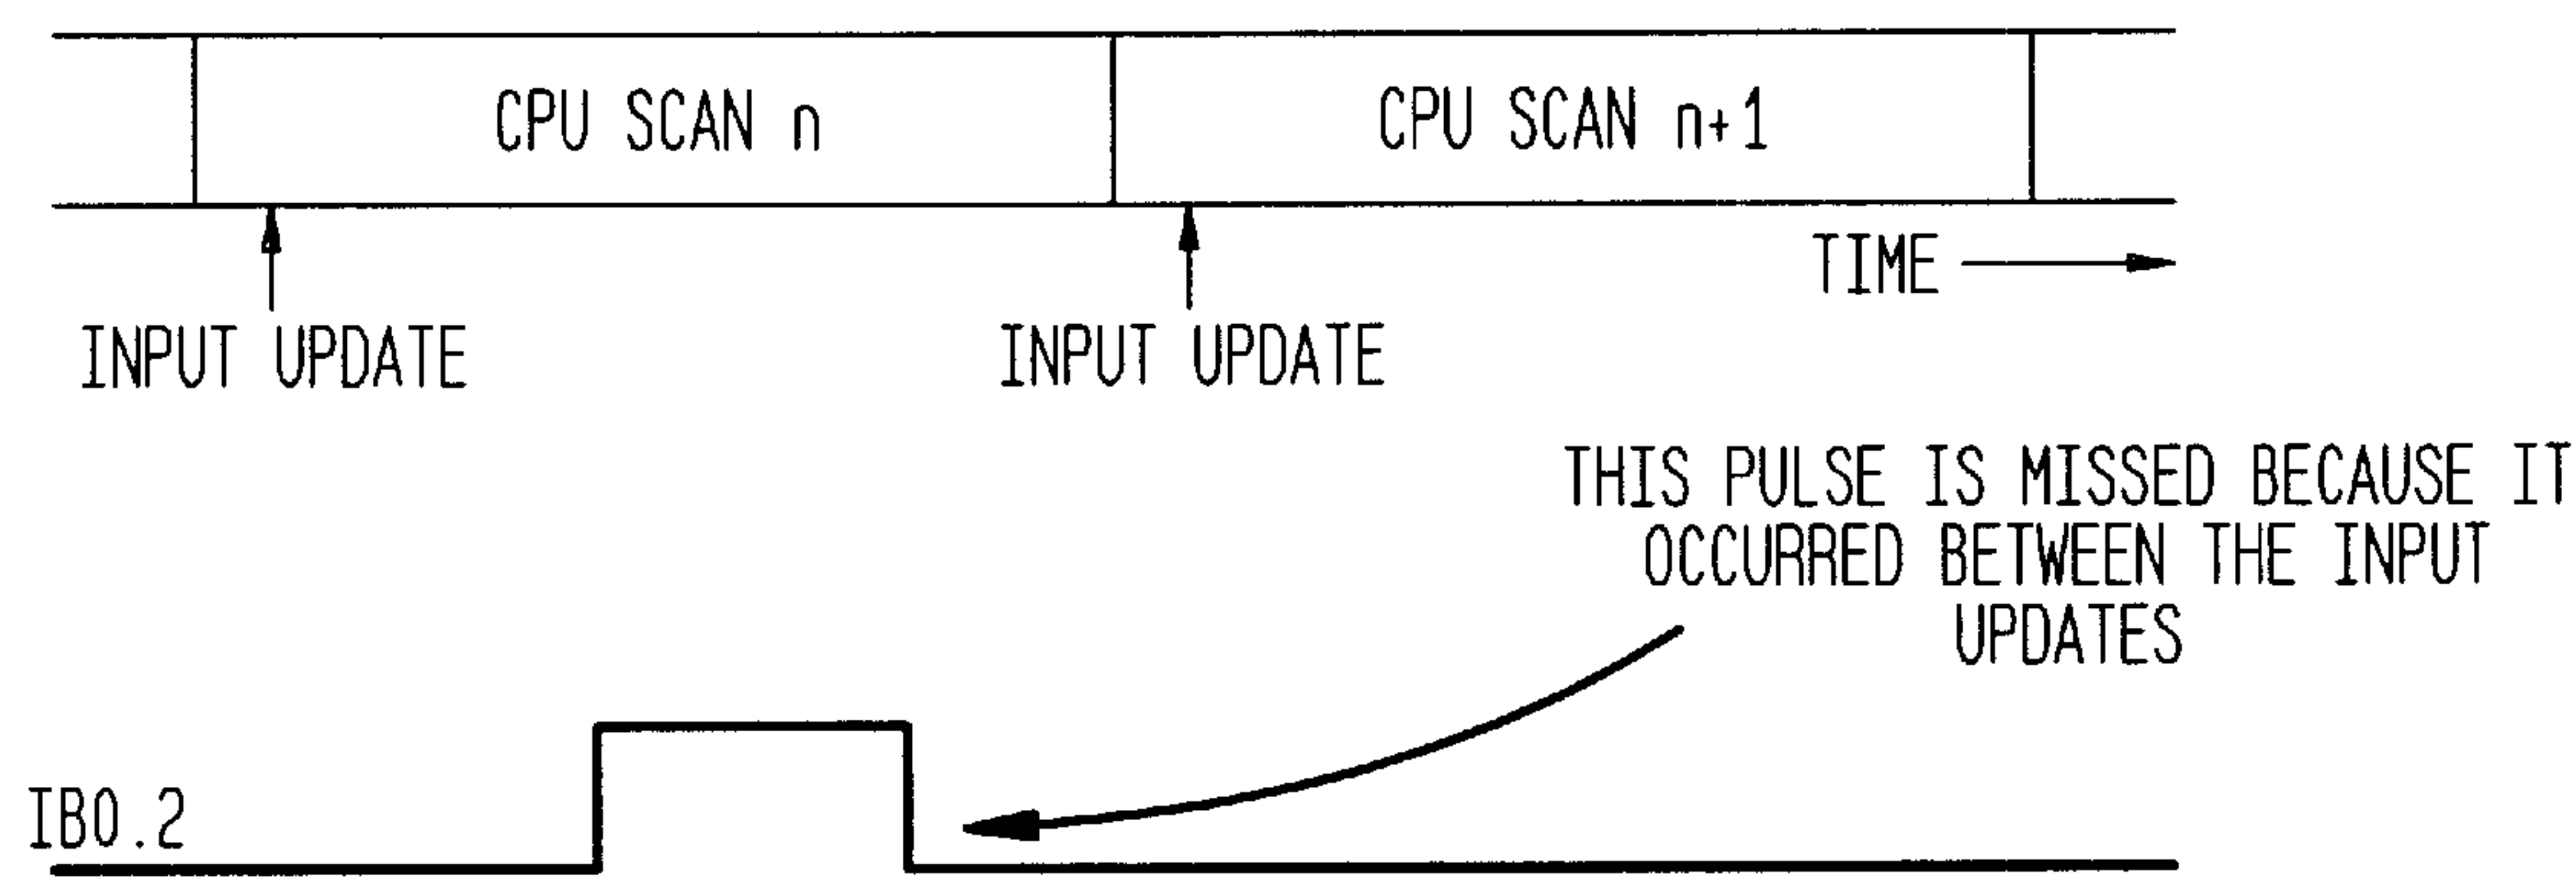 CPU SCAN n
CPU SCAN n+1
TIME
INPUT UPDATE
INPUT UPDATE
THIS PULSE IS MISSED BECAUSE IT
OCCURRED BETWEEN THE INPUT
UPDATES
IB0.2